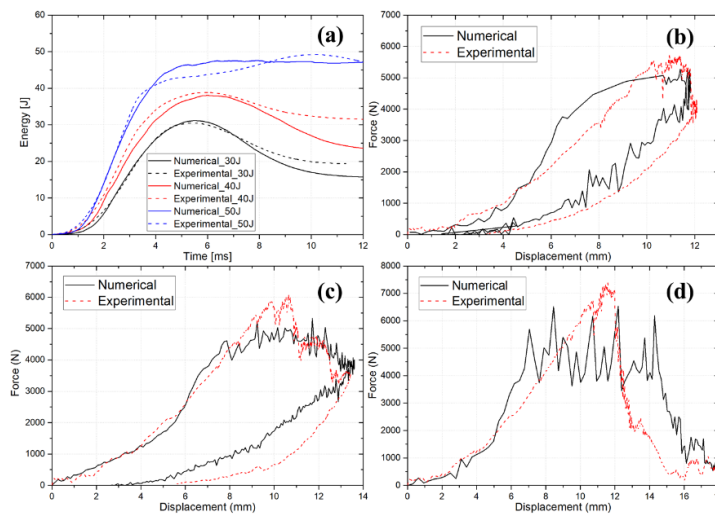 60
50
40
30
20
10
0
Energy [J]
(a)
Numerical_30J
Experimental_30J
Numerical_40J
Experimental_40J
Numerical_50J
Experimental_50J
0 2 4 6 8 10 12
Time [ms]
7000
6000
5000
4000
3000
2000
1000
0
Force (N)
Numerical
Experimental
(b)
0 2 4 6 8 10 12
Displacement (mm)
7000
6000
5000
4000
3000
2000
1000
0
Force (N)
Numerical
Experimental
(c)
0 2 4 6 8 10 12 14
Displacement (mm)
8000
7000
6000
5000
4000
3000
2000
1000
0
Force (N)
Numerical
Experimental
(d)
0 2 4 6 8 10 12 14 16
Displacement (mm)